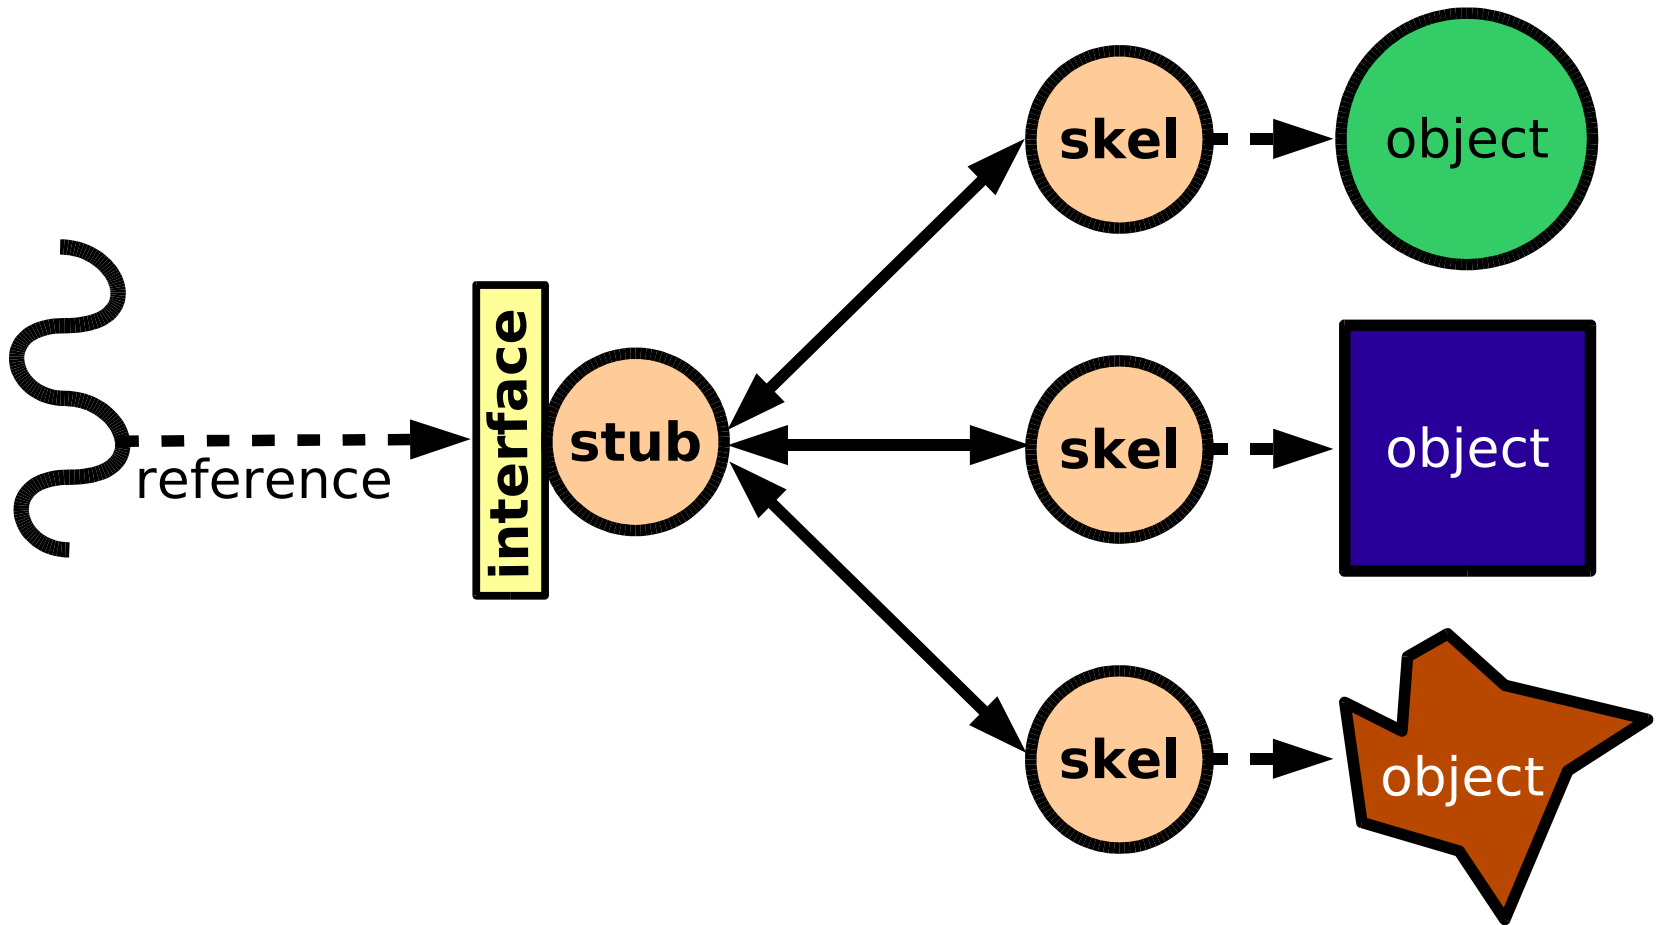 reference
interface
stub
skel
object
skel
object
skel
object